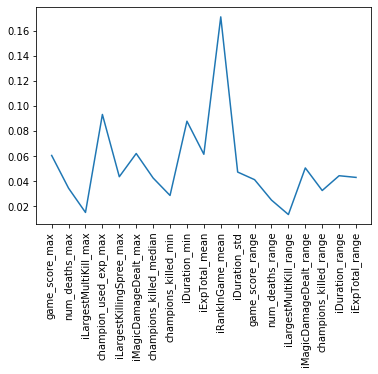 0.16
0.14
0.12
0.10
0.08
0.06
0.04
0.02
game_score_max
num_deaths_max
iLargestMultiKill_max
champion_used_exp_max
iLargestKillingSpree_max
iMagicDamageDealt_max
champions_killed_median
champions_killed_min
iDuration_min
iExpTotal_mean
iRankInGame_mean
iDuration_std
game_score_range
num_deaths_range
iLargestMultiKill_range
iMagicDamageDealt_range
champions_killed_range
iDuration_range
iExpTotal_range